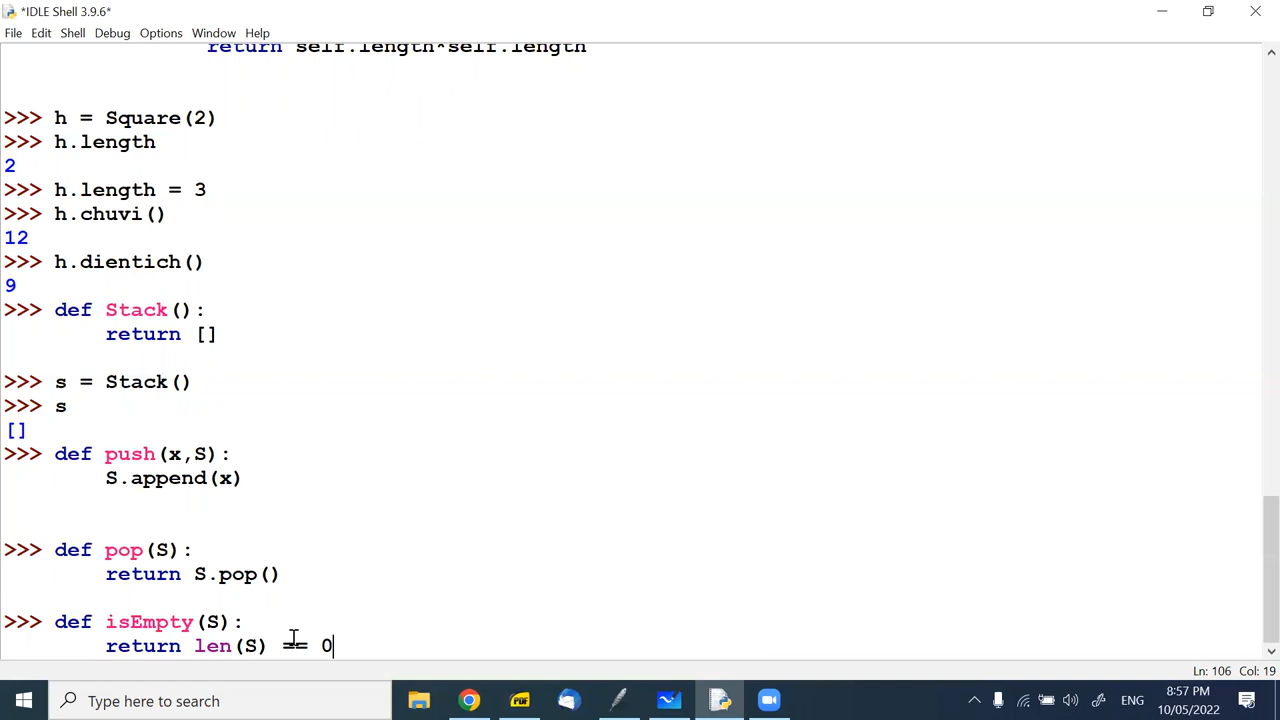 *IDLE Shell 3.9.6*
File Edit Shell Debug Options Window Help
return self.length*self.length
>>> h = Square(2)
>>> h.length
2
>>> h.length = 3
>>> h.chuvi()
12
>>> h.dientich()
9
>>> def Stack():
return []
>>> s = Stack()
>>> s
[]
>>> def push(x,S):
S.append(x)
>>> def pop(S):
return S.pop()
>>> def isEmpty(S):
return len(S) == 0
Ln: 106 Col: 19
Type here to search
PDF
ENG
8:57 PM
10/05/2022